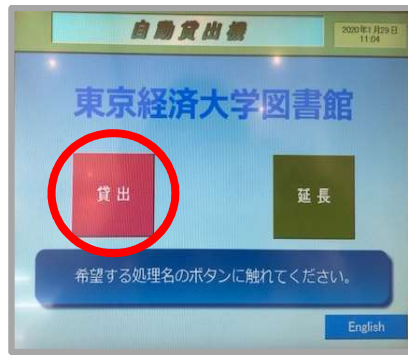 自動貸出機
2020年1月29日
11:04
東京経済大学図書館
貸出
延長
希望する処理名のボタンに触れてください。
English